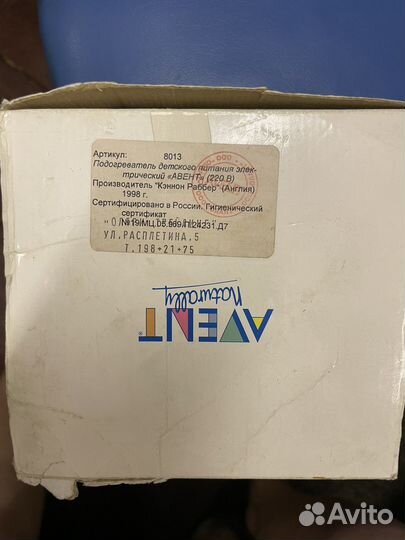 Артикул: 8013
Подогреватель детского питания элек-
трический «АВЕНТ» (220 В)
Производитель "Кэннон Раббер" (Англия)
1998 г.
Сертифицировано в России. Гигиенический
сертификат
УЛ.РАСПЛЕТИНА.5
Т.198+21+75
AVENT®
naturally
Avito